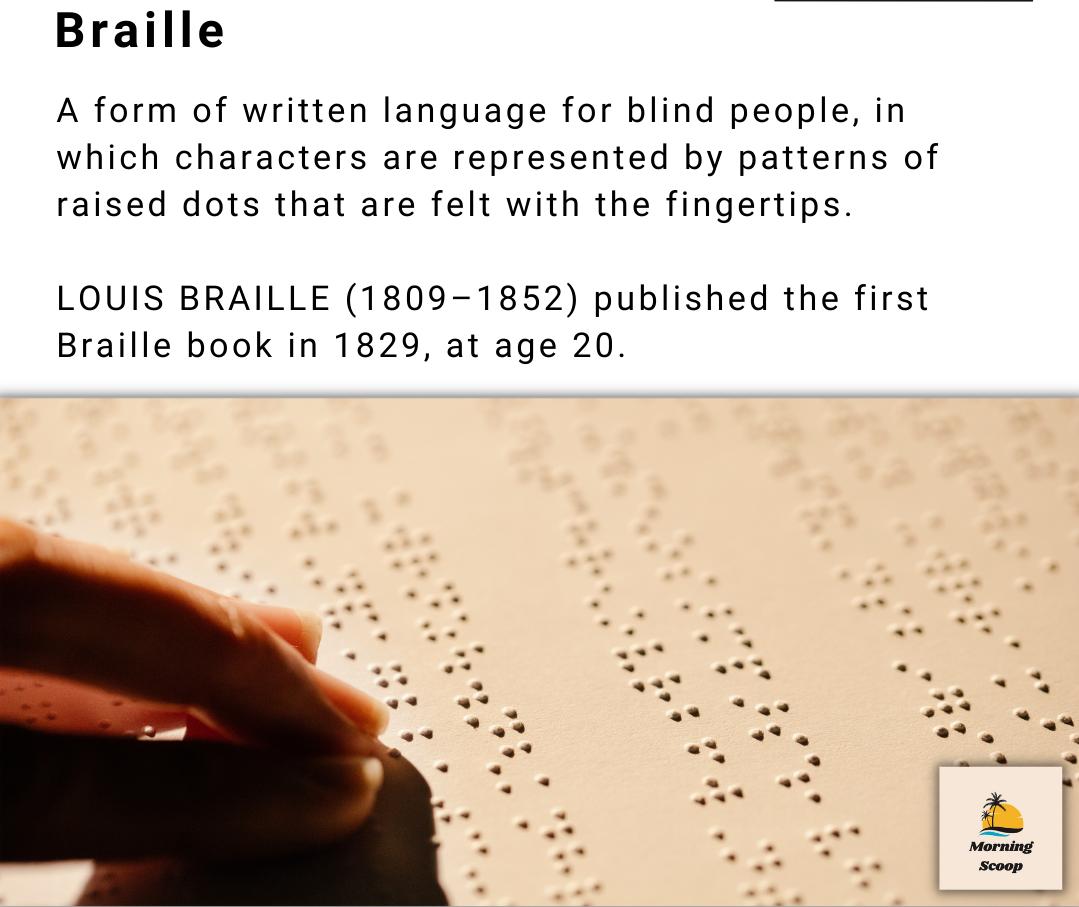 Braille
A form of written language for blind people, in
which characters are represented by patterns of
raised dots that are felt with the fingertips.
LOUIS BRAILLE (1809–1852) published the first
Braille book in 1829, at age 20.
Morning
Scoop